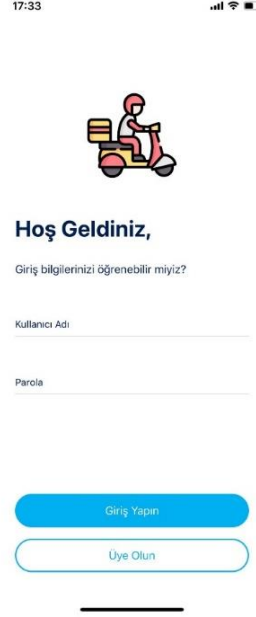 17:33
Hoş Geldiniz,
Giriş bilgilerinizi öğrenebilir miyiz?
Kullanıcı Adı
Parola
Giriş Yapın
Üye Olun